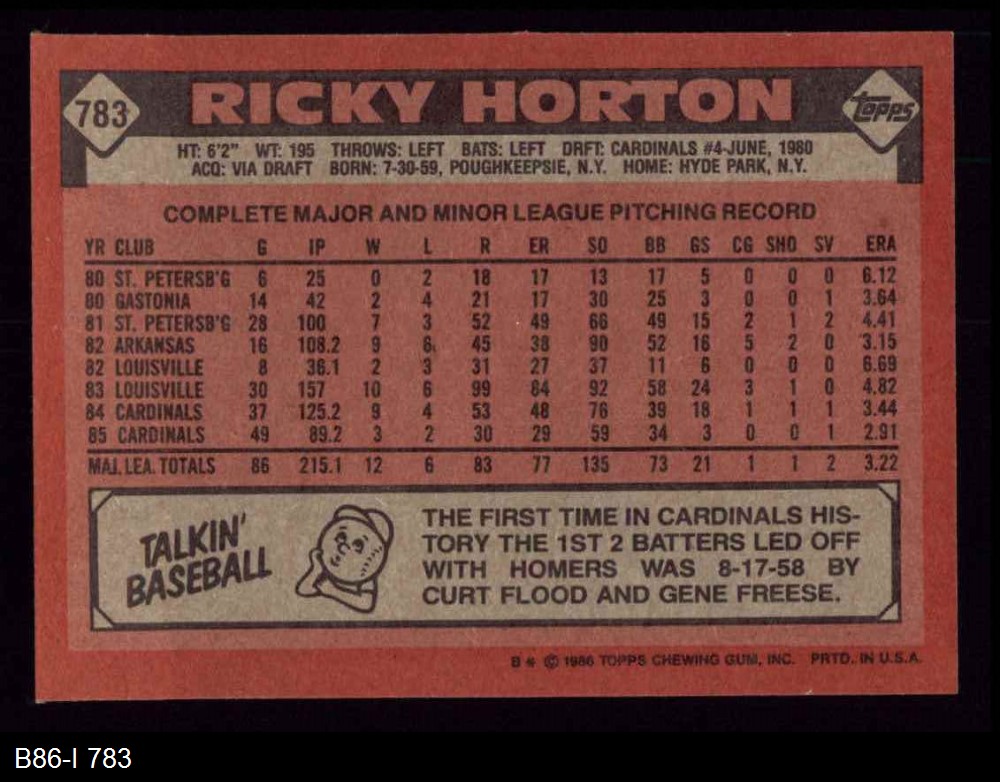 783 RICKY HORTON Topps
HT: 6'2" WT: 195 THROWS: LEFT BATS: LEFT DRFT: CARDINALS #4-JUNE, 1980
ACQ: VIA DRAFT BORN: 7-30-59, POUGHKEEPSIE, N.Y. HOME: HYDE PARK, N.Y.
COMPLETE MAJOR AND MINOR LEAGUE PITCHING RECORD
YR CLUB G IP W L R ER SO BB GS CG SHO SV ERA
80 ST. PETERSB'G 6 25 0 2 18 17 13 17 5 0 0 0 6.12
80 GASTONIA 14 42 2 4 21 17 30 25 3 0 0 1 3.64
81 ST. PETERSB'G 28 100 7 3 52 49 66 49 15 2 1 2 4.41
82 ARKANSAS 16 108.2 9 6 45 38 90 52 16 5 2 0 3.15
82 LOUISVILLE 8 36.1 2 3 31 27 37 11 6 0 0 0 6.69
83 LOUISVILLE 30 157 10 6 99 84 92 58 24 3 1 0 4.82
84 CARDINALS 37 125.2 9 4 53 48 76 39 18 1 1 1 3.44
85 CARDINALS 49 89.2 3 2 30 29 59 34 3 0 0 1 2.91
MAJ. LEA. TOTALS 86 215.1 12 6 83 77 135 73 21 1 1 2 3.22
TALKIN'
BASEBALL
THE FIRST TIME IN CARDINALS HIS-
TORY THE 1ST 2 BATTERS LED OFF
WITH HOMERS WAS 8-17-58 BY
CURT FLOOD AND GENE FREESE.
B * © 1986 TOPPS CHEWING GUM, INC. PRTD. IN U.S.A.
B86-I 783